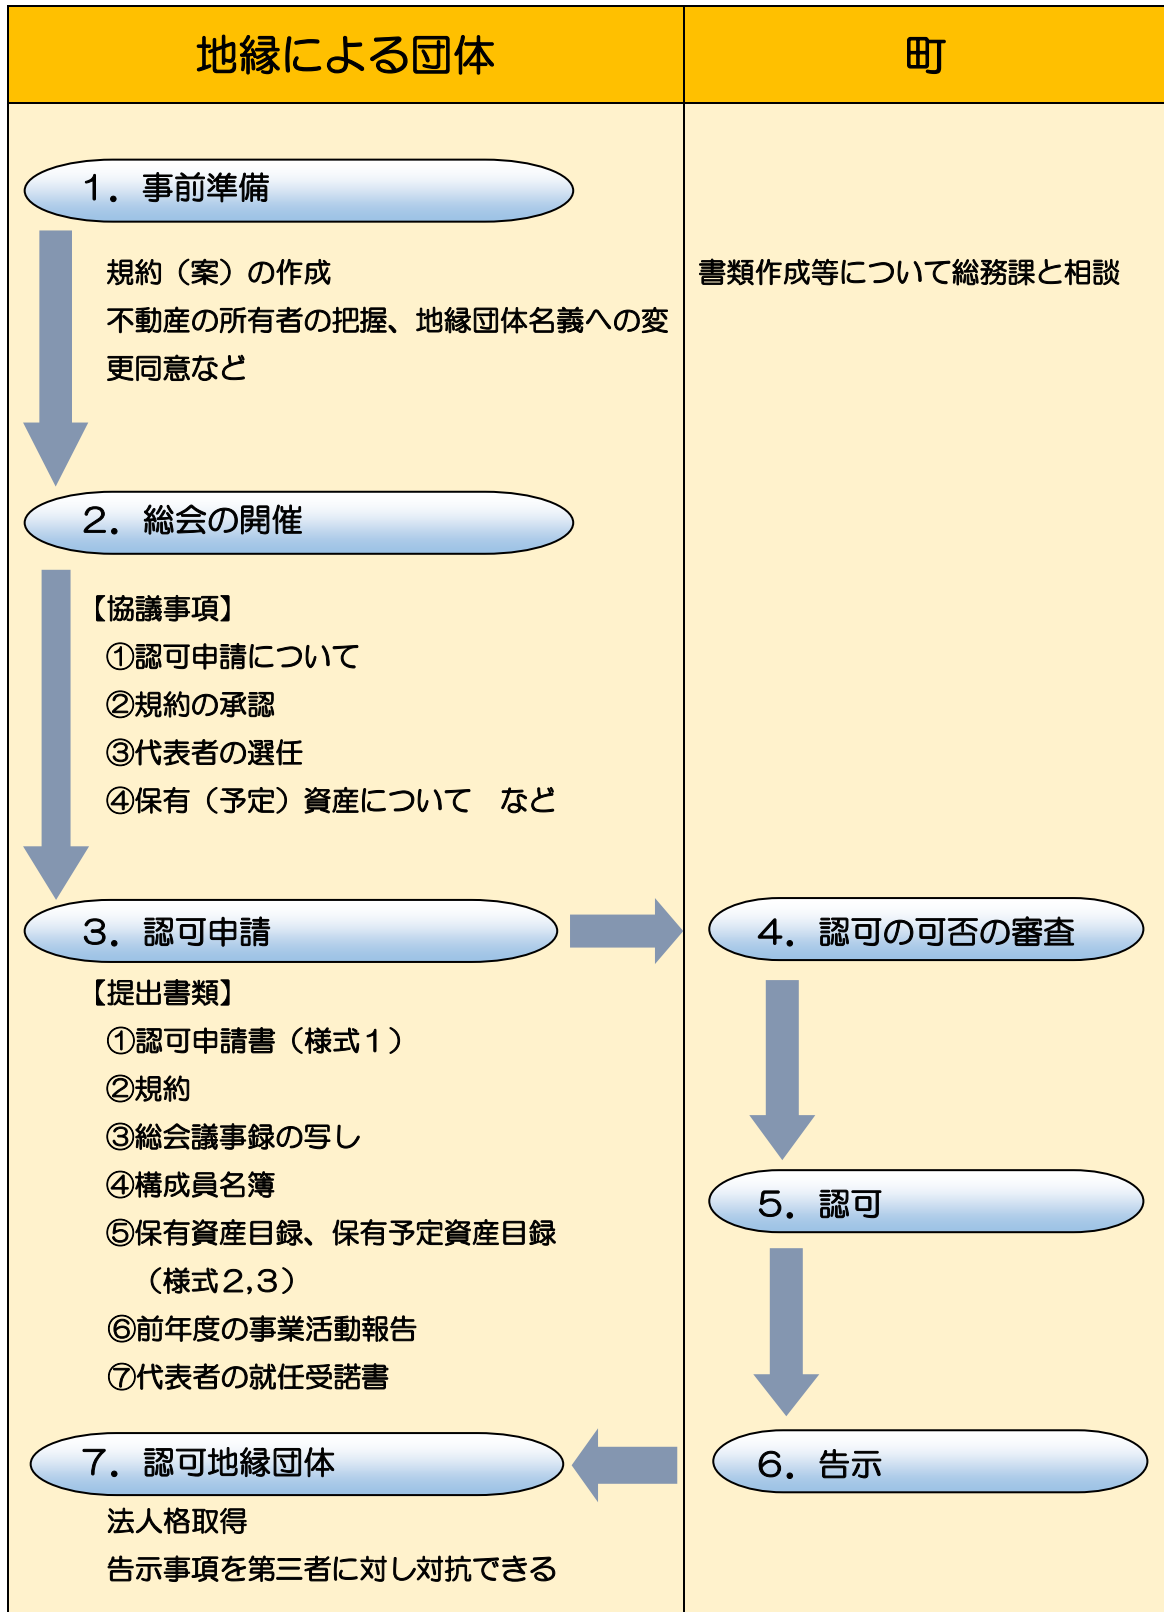 地縁による団体
町
１．事前準備
規約（案）の作成
不動産の所有者の把握、地縁団体名義への変
更同意など
書類作成等について総務課と相談
２．総会の開催
【協議事項】
①認可申請について
②規約の承認
③代表者の選任
④保有（予定）資産について　など
３．認可申請
４．認可の可否の審査
【提出書類】
①認可申請書（様式１）
②規約
③総会議事録の写し
④構成員名簿
⑤保有資産目録、保有予定資産目録
（様式２,３）
⑥前年度の事業活動報告
⑦代表者の就任受諾書
５．認可
６．告示
７．認可地縁団体
法人格取得
告示事項を第三者に対し対抗できる